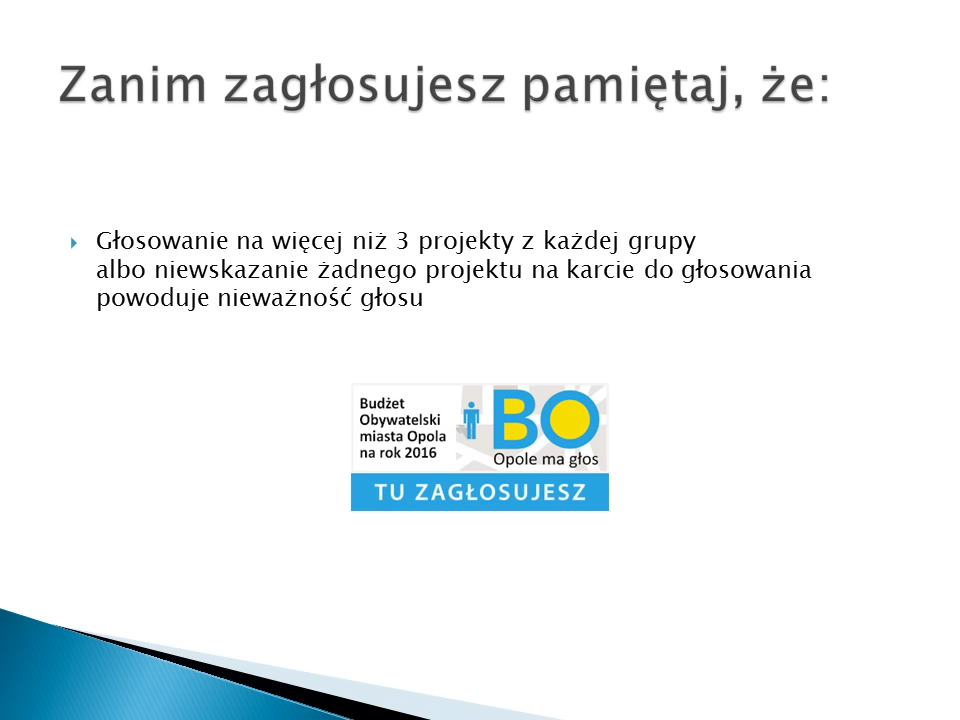 Zanim zagłosujesz pamiętaj, że:
Głosowanie na więcej niż 3 projekty z każdej grupy
albo niewskazanie żadnego projektu na karcie do głosowania
powoduje nieważność głosu
Budżet
Obywatelski
miasta Opola
na rok 2016
BO
Opole ma głos
TU ZAGŁOSUJESZ